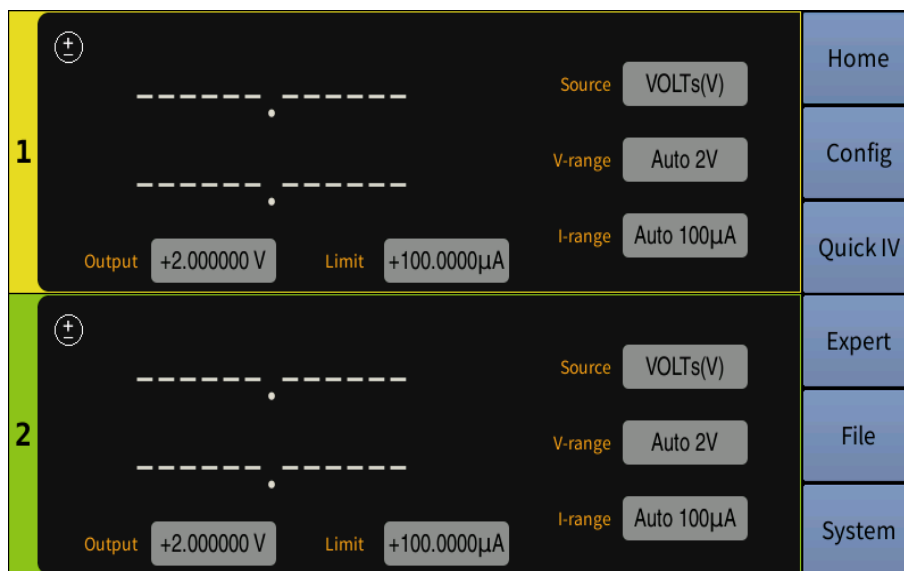 1
±
------.------
------.------
Source VOLTs(V)
V-range Auto 2V
I-range Auto 100μA
Output +2.000000 V Limit +100.0000μA
2
±
------.------
------.------
Source VOLTs(V)
V-range Auto 2V
I-range Auto 100μA
Output +2.000000 V Limit +100.0000μA
Home
Config
Quick IV
Expert
File
System